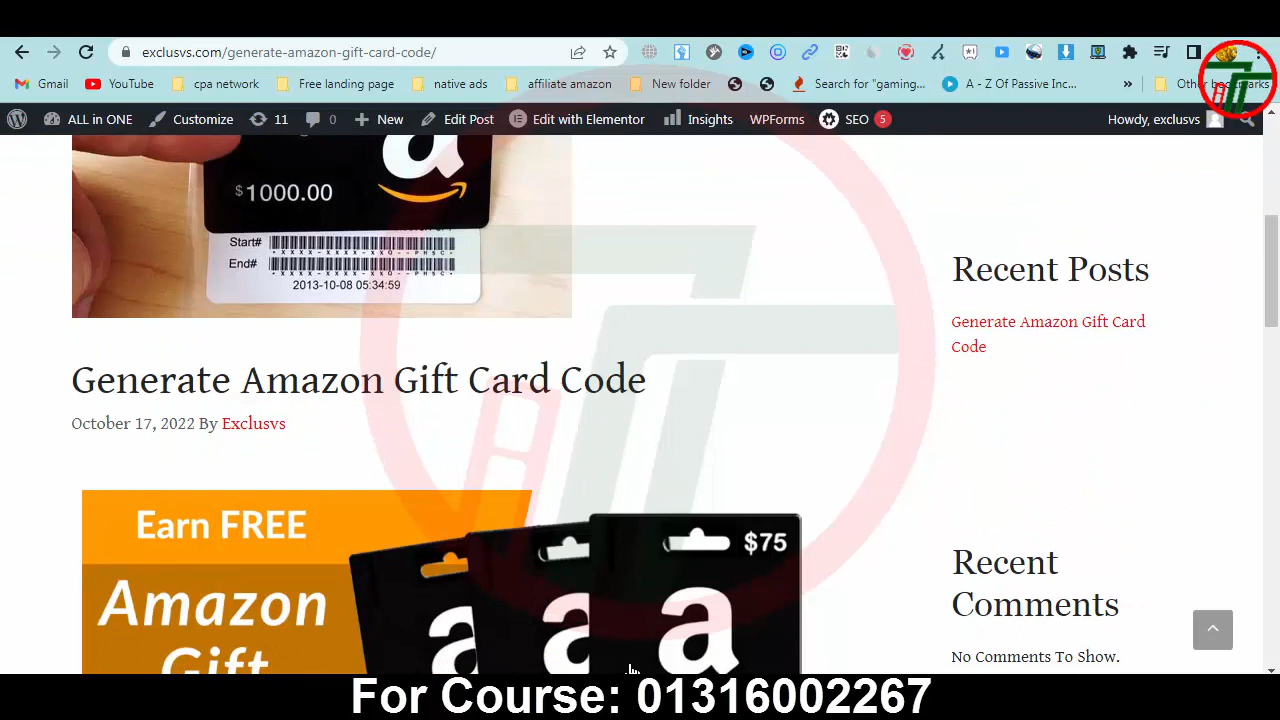 exclusvs.com/generate-amazon-gift-card-code/
Gmail YouTube cpa network Free landing page native ads affiliate amazon New folder Search for "gaming... A - Z Of Passive Inc... » Other bookmarks
ALL in ONE Customize 11 0 New Edit Post Edit with Elementor Insights WPForms SEO 5 Howdy, exclusvs
$1000.00
Start#
End#
2013-10-08 05:34:59
Generate Amazon Gift Card Code
October 17, 2022 By Exclusvs
Earn FREE
Amazon
Gift
$75
a
a
a
Recent Posts
Generate Amazon Gift Card
Code
Recent
Comments
No Comments To Show.
For Course: 01316002267